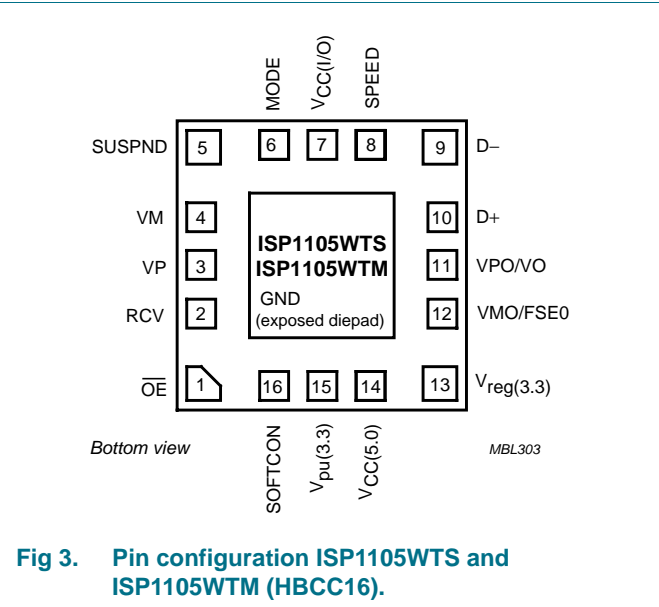 MODE
VCC(I/O)
SPEED
SUSPND 5 6 7 8 9 D−
VM 4 10 D+
ISP1105WTS
VP 3 ISP1105WTM 11 VPO/VO
GND
RCV 2 (exposed diepad) 12 VMO/FSE0
OE 1 16 15 14 13 Vreg(3.3)
SOFTCON
Vpu(3.3)
VCC(5.0)
Bottom view
MBL303
Fig 3. Pin configuration ISP1105WTS and
ISP1105WTM (HBCC16).